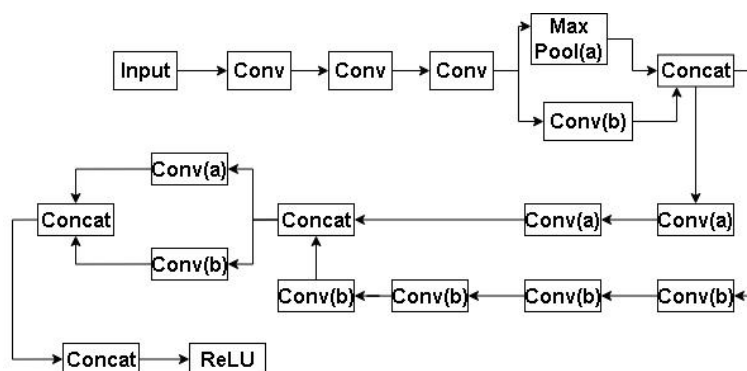 Max
Pool(a)
Input
Conv
Conv
Conv
Concat
Conv(b)
Conv(a)
Concat
Concat
Conv(a)
Conv(a)
Conv(b)
Conv(b)
Conv(b)
Conv(b)
Conv(b)
Concat
ReLU